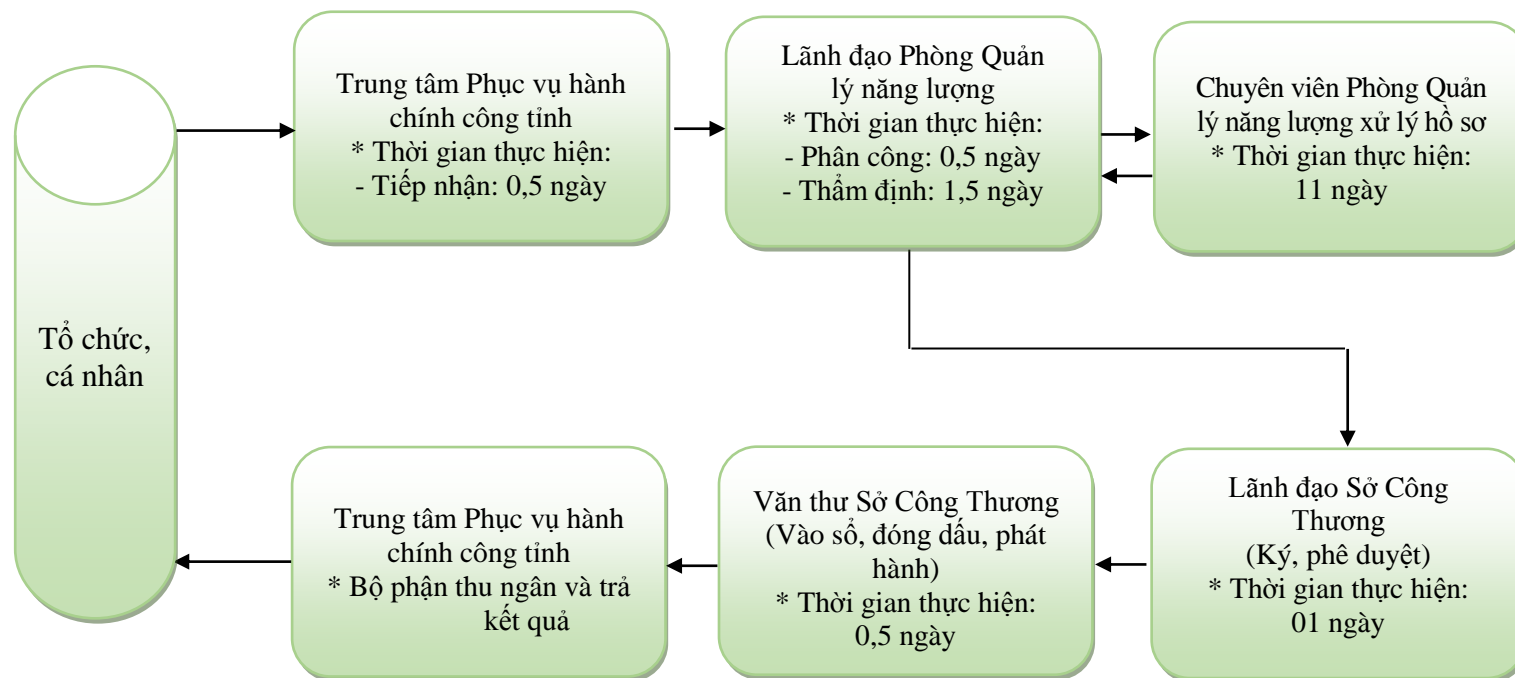 Tổ chức,
cá nhân
Trung tâm Phục vụ hành
chính công tỉnh
* Thời gian thực hiện:
- Tiếp nhận: 0,5 ngày
Lãnh đạo Phòng Quản
lý năng lượng
* Thời gian thực hiện:
- Phân công: 0,5 ngày
- Thẩm định: 1,5 ngày
Chuyên viên Phòng Quản
lý năng lượng xử lý hồ sơ
* Thời gian thực hiện:
11 ngày
Lãnh đạo Sở Công
Thương
(Ký, phê duyệt)
* Thời gian thực hiện:
01 ngày
Văn thư Sở Công Thương
(Vào sổ, đóng dấu, phát
hành)
* Thời gian thực hiện:
0,5 ngày
Trung tâm Phục vụ hành
chính công tỉnh
* Bộ phận thu ngân và trả
kết quả